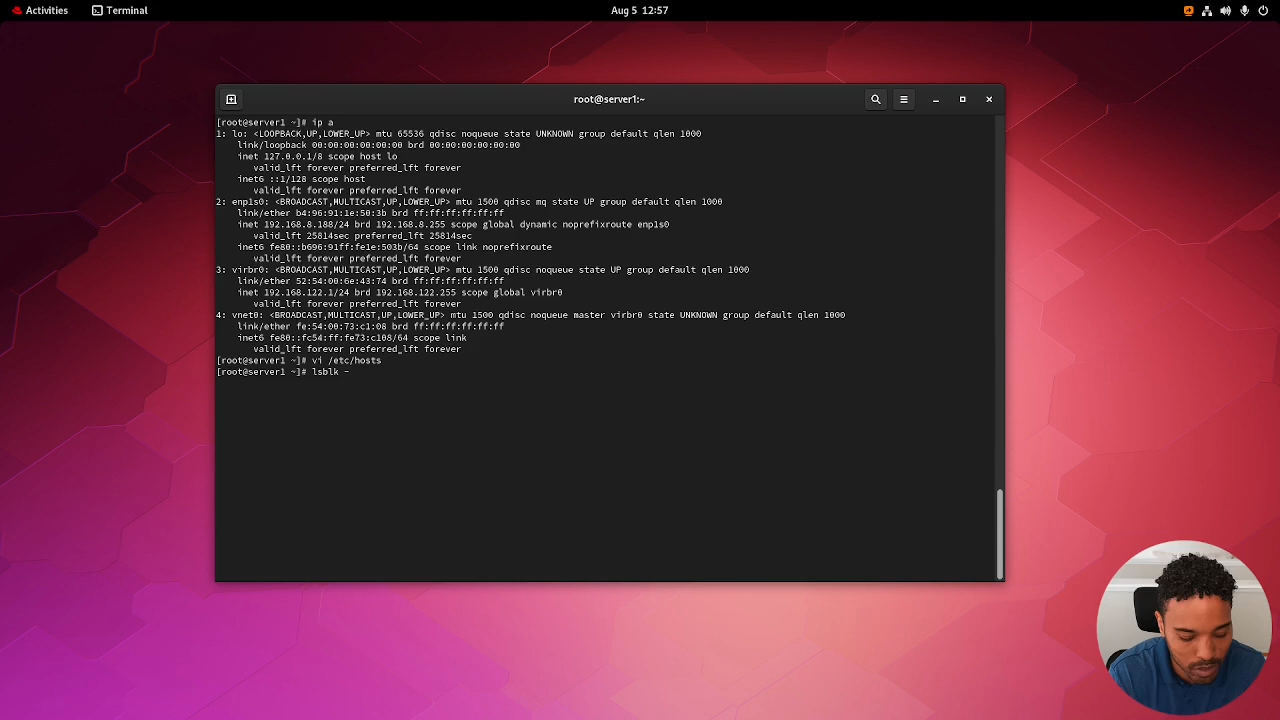 Activities
Terminal
Aug 5 12:57
root@server1:~
[root@server1 ~]# ip a
1: lo: <LOOPBACK,UP,LOWER_UP> mtu 65536 qdisc noqueue state UNKNOWN group default qlen 1000
    link/loopback 00:00:00:00:00:00 brd 00:00:00:00:00:00
    inet 127.0.0.1/8 scope host lo
       valid_lft forever preferred_lft forever
    inet6 ::1/128 scope host
       valid_lft forever preferred_lft forever
2: enp1s0: <BROADCAST,MULTICAST,UP,LOWER_UP> mtu 1500 qdisc mq state UP group default qlen 1000
    link/ether b4:96:91:1e:50:3b brd ff:ff:ff:ff:ff:ff
    inet 192.168.8.188/24 brd 192.168.8.255 scope global dynamic noprefixroute enp1s0
       valid_lft 25814sec preferred_lft 25814sec
    inet6 fe80::b696:91ff:fe1e:503b/64 scope link noprefixroute
       valid_lft forever preferred_lft forever
3: virbr0: <BROADCAST,MULTICAST,UP,LOWER_UP> mtu 1500 qdisc noqueue state UP group default qlen 1000
    link/ether 52:54:00:6e:43:74 brd ff:ff:ff:ff:ff:ff
    inet 192.168.122.1/24 brd 192.168.122.255 scope global virbr0
       valid_lft forever preferred_lft forever
4: vnet0: <BROADCAST,MULTICAST,UP,LOWER_UP> mtu 1500 qdisc noqueue master virbr0 state UNKNOWN group default qlen 1000
    link/ether fe:54:00:73:c1:08 brd ff:ff:ff:ff:ff:ff
    inet6 fe80::fc54:ff:fe73:c108/64 scope link
       valid_lft forever preferred_lft forever
[root@server1 ~]# vi /etc/hosts
[root@server1 ~]# lsblk -